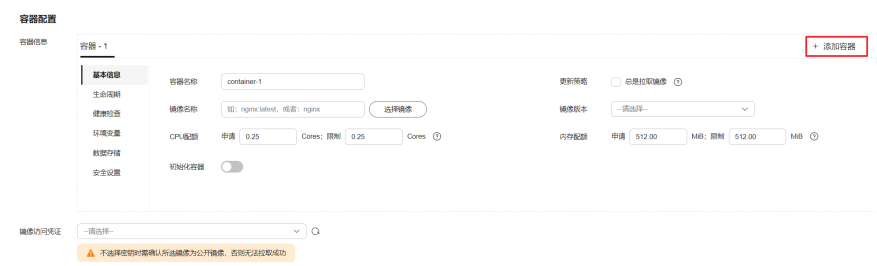 容器配置
容器信息
容器 - 1
+ 添加容器
基本信息
容器名称 container-1
更新策略 总是拉取镜像 ?
生命周期
健康检查
镜像名称 如：nginx:latest，或者：nginx 选择镜像
镜像版本 --请选择--
环境变量
CPU配额 申请 0.25 Cores；限制 0.25 Cores ?
内存配额 申请 512.00 MiB；限制 512.00 MiB ?
数据存储
安全设置
初始化容器
镜像访问凭证 --请选择--
不选择密钥时需确认所选镜像为公开镜像，否则无法拉取成功